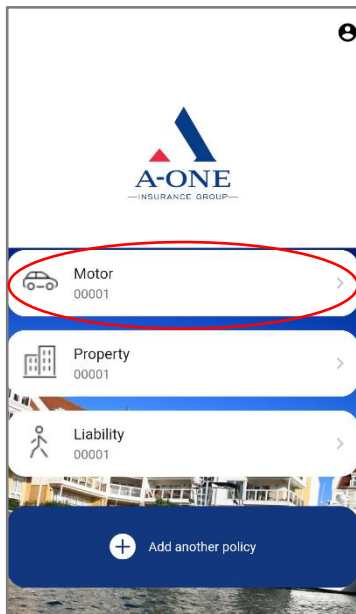 A-ONE
INSURANCE GROUP
Motor
00001
Property
00001
Liability
00001
Add another policy